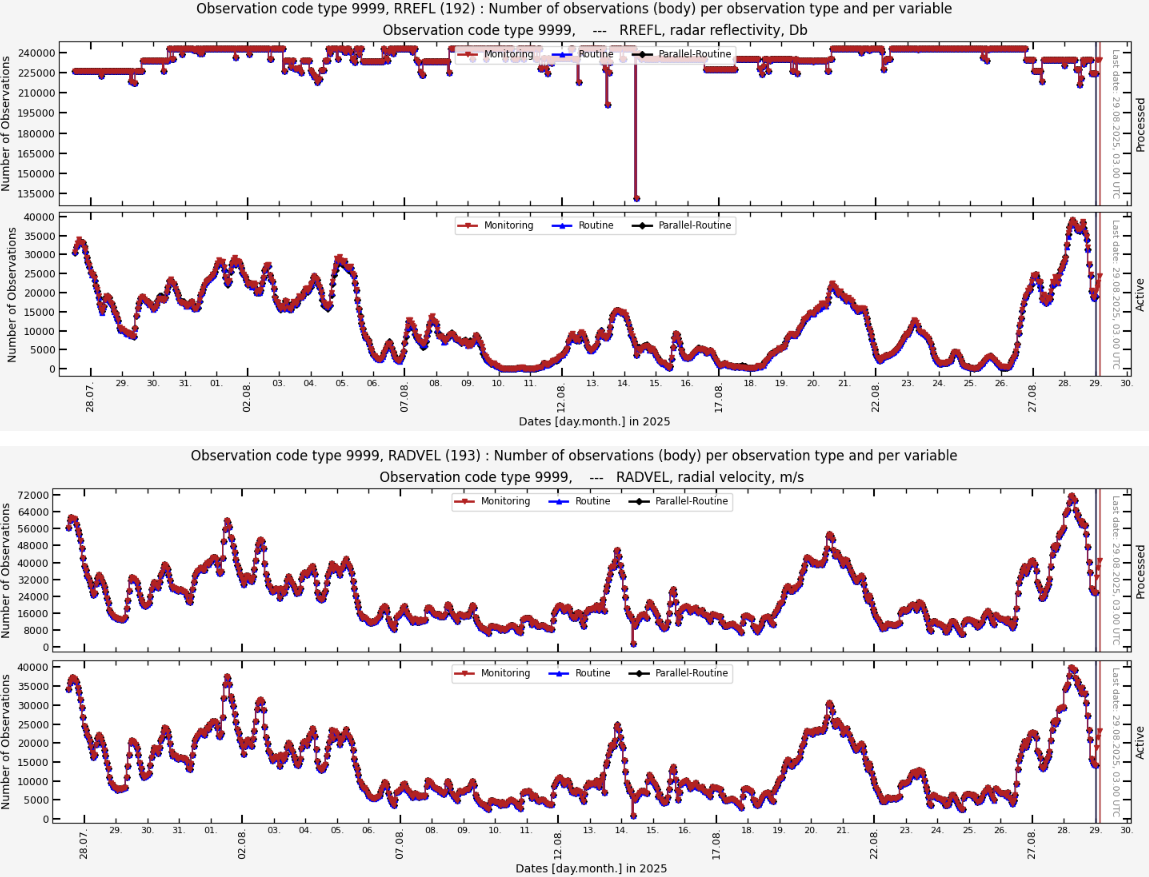 Observation code type 9999, RREFL (192) : Number of observations (body) per observation type and per variable
Observation code type 9999,    ---   RREFL, radar reflectivity, Db
Number of Observations
240000
225000
210000
195000
180000
165000
150000
135000
Monitoring Routine Parallel-Routine
Last date: 29.08.2025, 03:00 UTC
Processed
Number of Observations
40000
35000
30000
25000
20000
15000
10000
5000
0
Monitoring Routine Parallel-Routine
Last date: 29.08.2025, 03:00 UTC
Active
28.07. 29. 30. 31. 01. 02.08. 03. 04. 05. 06. 07.08. 08. 09. 10. 11. 12.08. 13. 14. 15. 16. 17.08. 18. 19. 20. 21. 22.08. 23. 24. 25. 26. 27.08. 28. 29. 30.
Dates [day.month.] in 2025
Observation code type 9999, RADVEL (193) : Number of observations (body) per observation type and per variable
Observation code type 9999,    ---   RADVEL, radial velocity, m/s
Number of Observations
72000
64000
56000
48000
40000
32000
24000
16000
8000
0
Monitoring Routine Parallel-Routine
Last date: 29.08.2025, 03:00 UTC
Processed
Number of Observations
40000
35000
30000
25000
20000
15000
10000
5000
0
Monitoring Routine Parallel-Routine
Last date: 29.08.2025, 03:00 UTC
Active
28.07. 29. 30. 31. 01. 02.08. 03. 04. 05. 06. 07.08. 08. 09. 10. 11. 12.08. 13. 14. 15. 16. 17.08. 18. 19. 20. 21. 22.08. 23. 24. 25. 26. 27.08. 28. 29. 30.
Dates [day.month.] in 2025